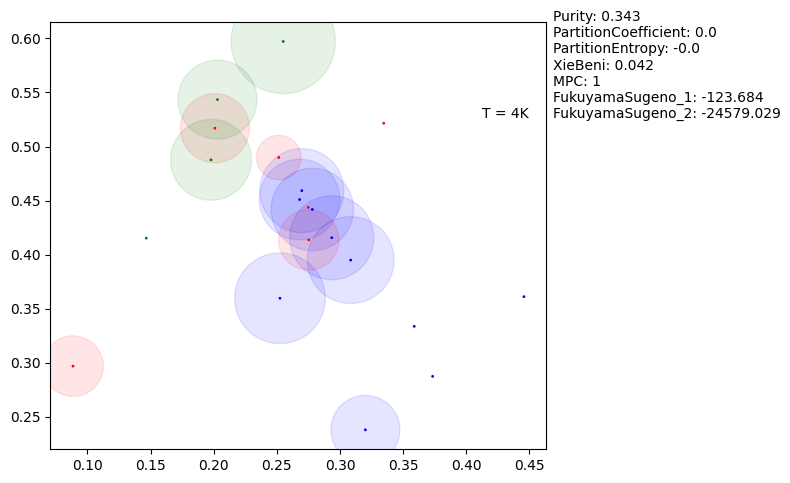 Purity: 0.343
PartitionCoefficient: 0.0
PartitionEntropy: -0.0
XieBeni: 0.042
MPC: 1
FukuyamaSugeno_1: -123.684
FukuyamaSugeno_2: -24579.029
T = 4K
0.60
0.55
0.50
0.45
0.40
0.35
0.30
0.25
0.10 0.15 0.20 0.25 0.30 0.35 0.40 0.45